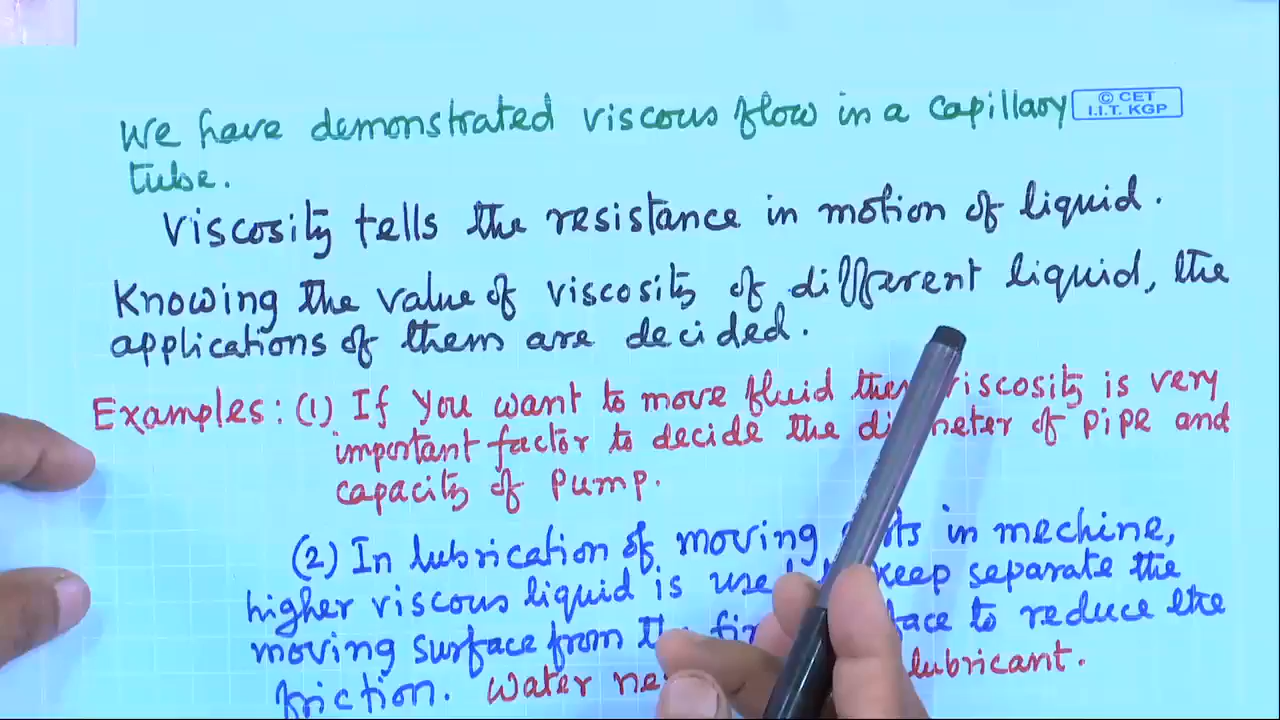 We have demonstrated viscous flow in a capillary
© CET
I.I.T. KGP
tube.
Viscosity tells the resistance in motion of liquid.
Knowing the value of viscosity of different liquid, the
applications of them are decided.
Examples: (1) If you want to move fluid then viscosity is very
important factor to decide the diameter of pipe and
capacity of pump.
(2) In lubrication of moving in mechine,
higher viscous liquid is keep separate the
moving surface from the to reduce the
friction. Water lubricant.